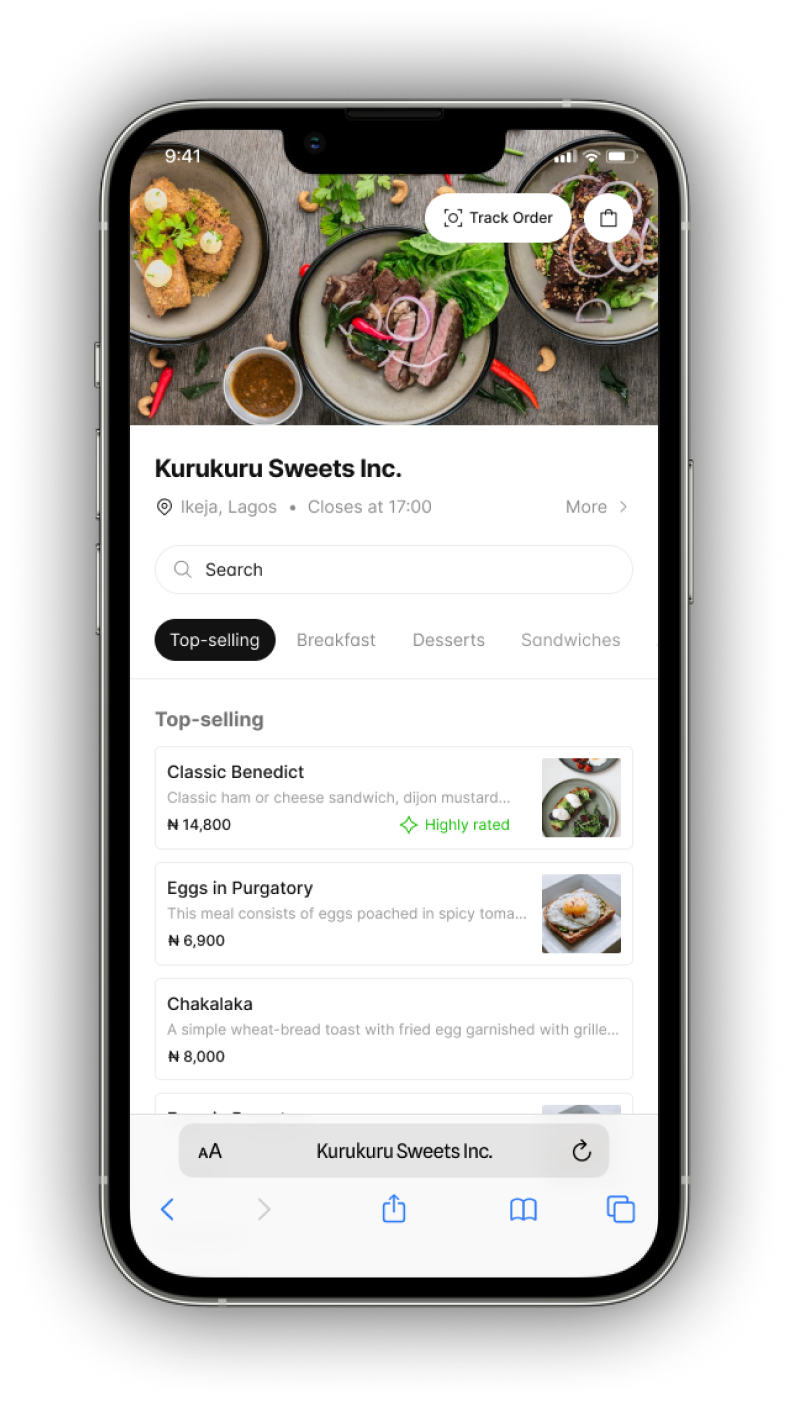 9:41
Track Order
Kurukuru Sweets Inc.
Ikeja, Lagos • Closes at 17:00 More
Search
Top-selling Breakfast Desserts Sandwiches
Top-selling
Classic Benedict
Classic ham or cheese sandwich, dijon mustard...
₦ 14,800 Highly rated
Eggs in Purgatory
This meal consists of eggs poached in spicy toma...
₦ 6,900
Chakalaka
A simple wheat-bread toast with fried egg garnished with grille...
₦ 8,000
AA Kurukuru Sweets Inc.